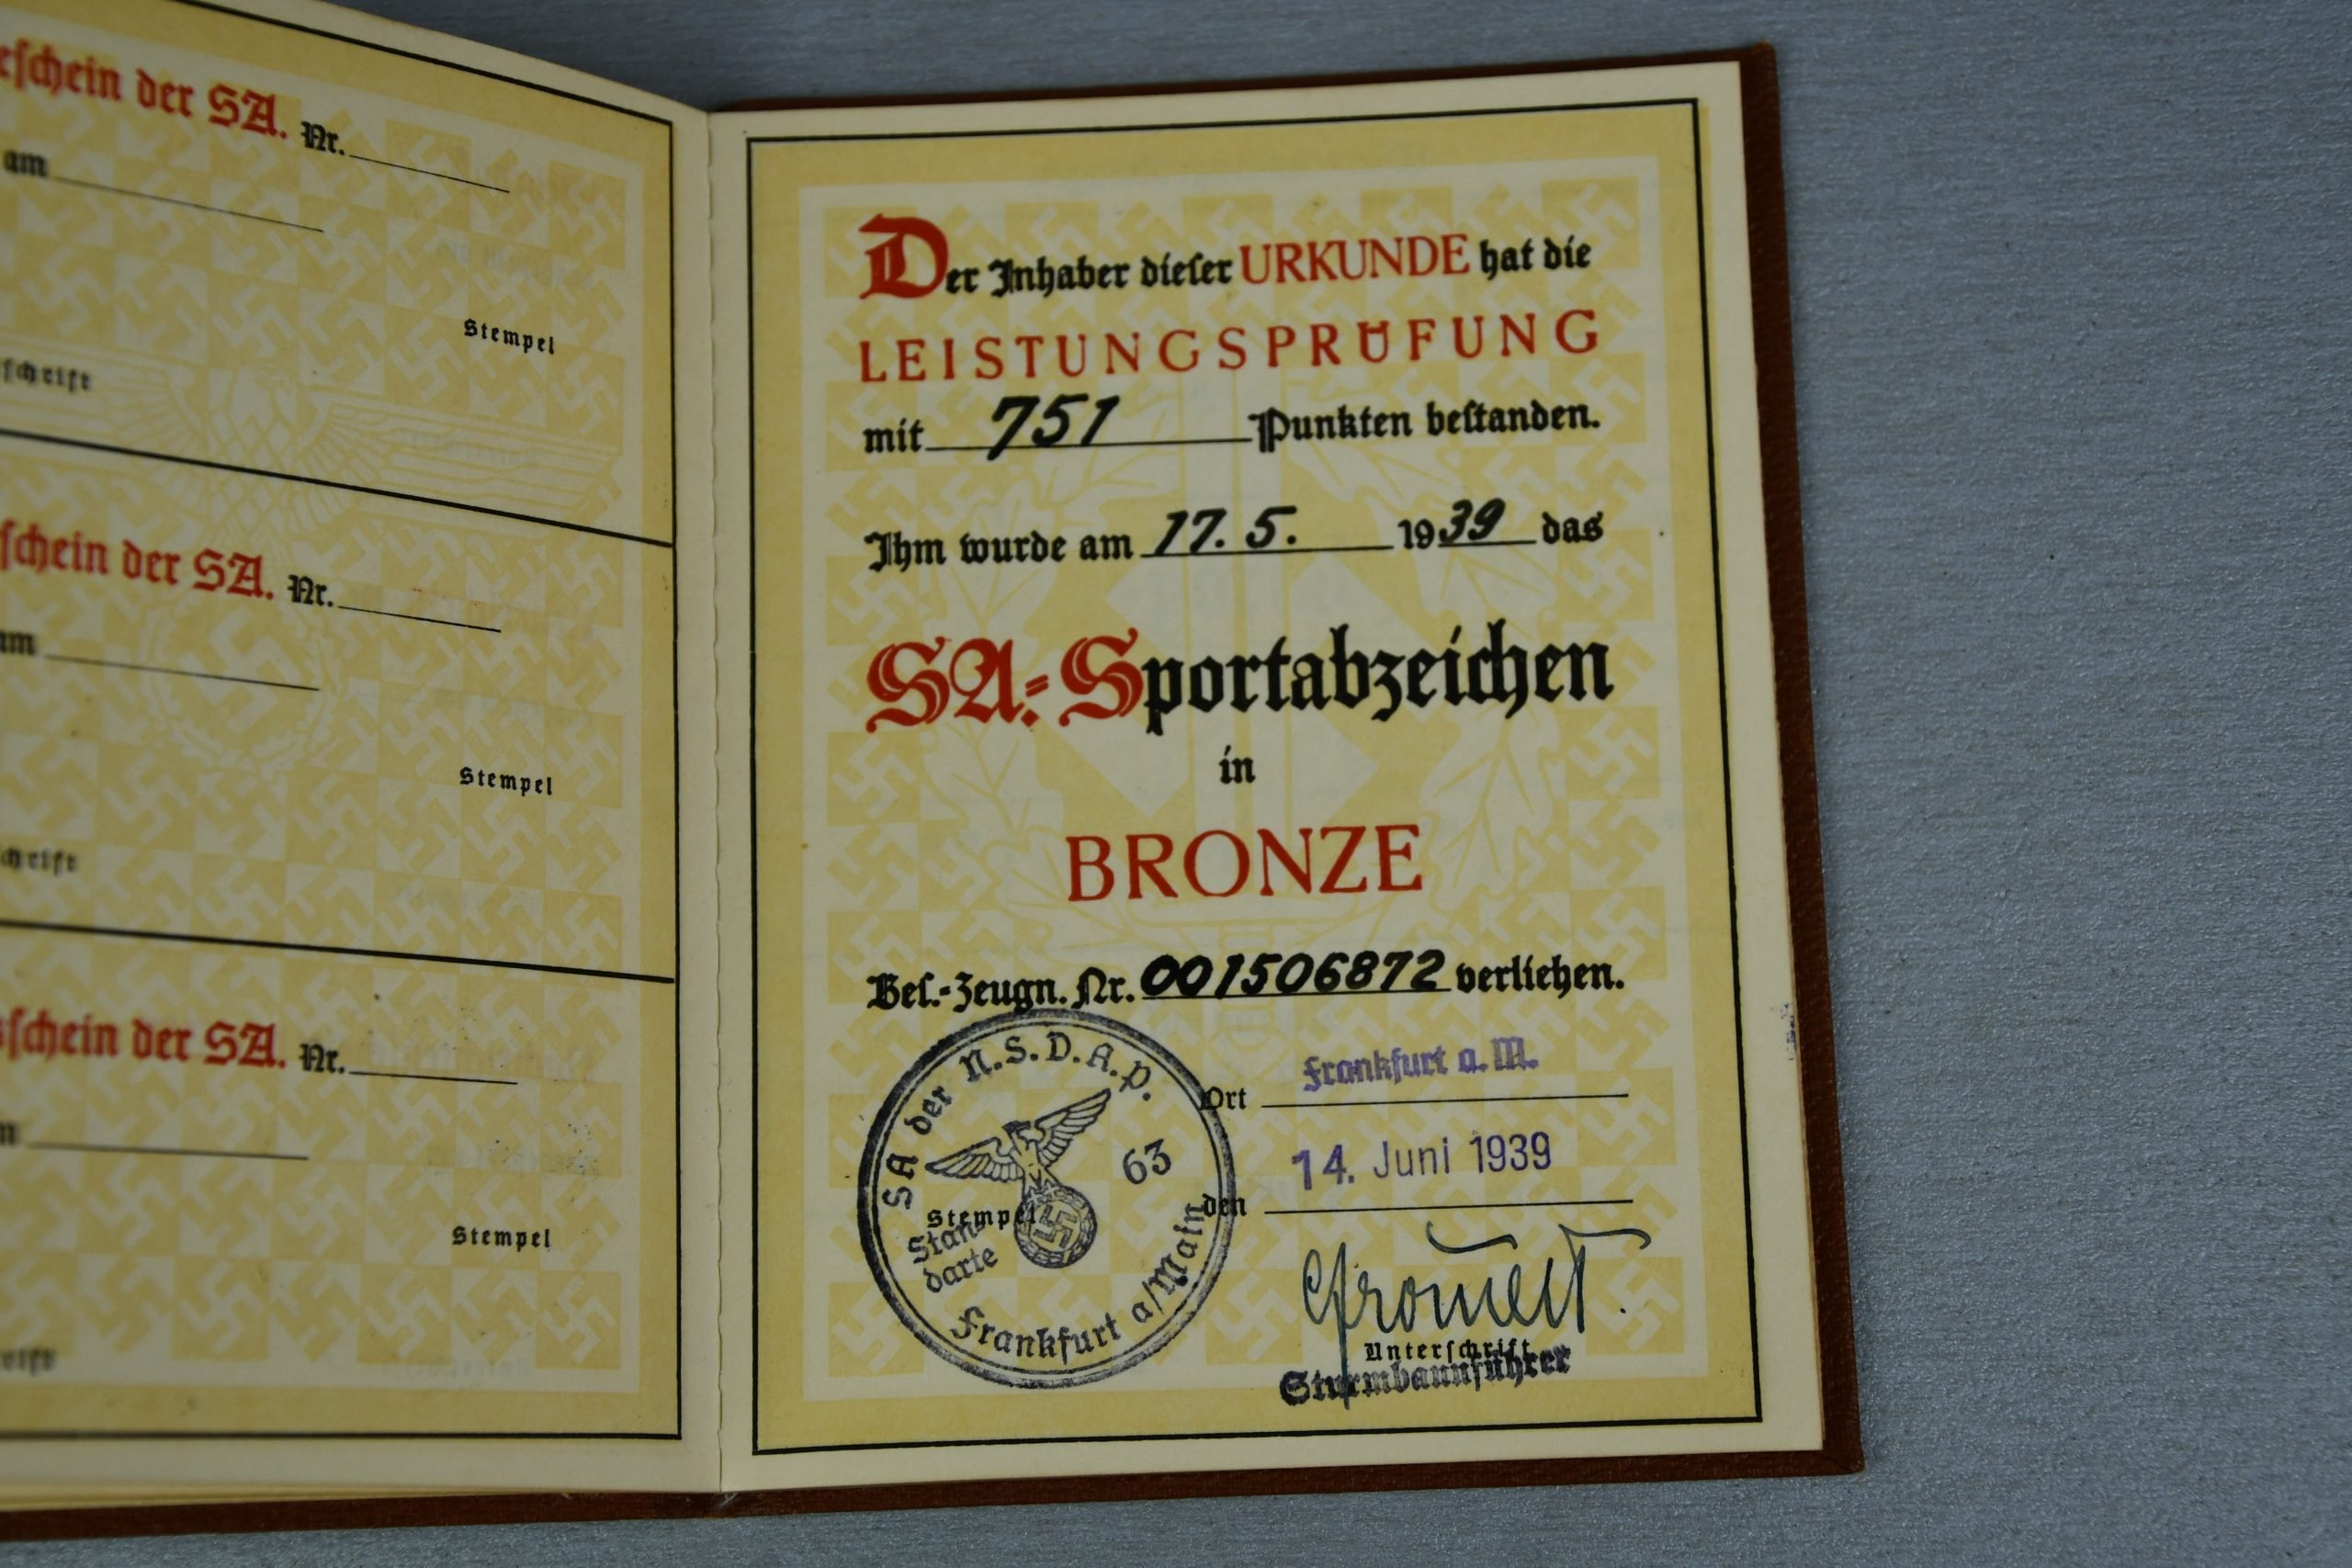 schein der SA. Nr.
am
Stempel
schrift
schein der SA. Nr.
am
Stempel
schrift
schein der SA. Nr.
Stempel
Der Inhaber dieser URKUNDE hat die
LEISTUNGSPRÜFUNG
mit 751 Punkten bestanden.
Ihm wurde am 17. 5. 1939 das
SA-Sportabzeichen
in
BRONZE
Bes.-Zeugn. Nr. 001506872 verliehen.
SA der N.S.D.A.P.
63
Stempel
Stan-
darte
Frankfurt a/Main
Ort Frankfurt a. M.
den 14. Juni 1939
Unterschrift
Sturmbannführer